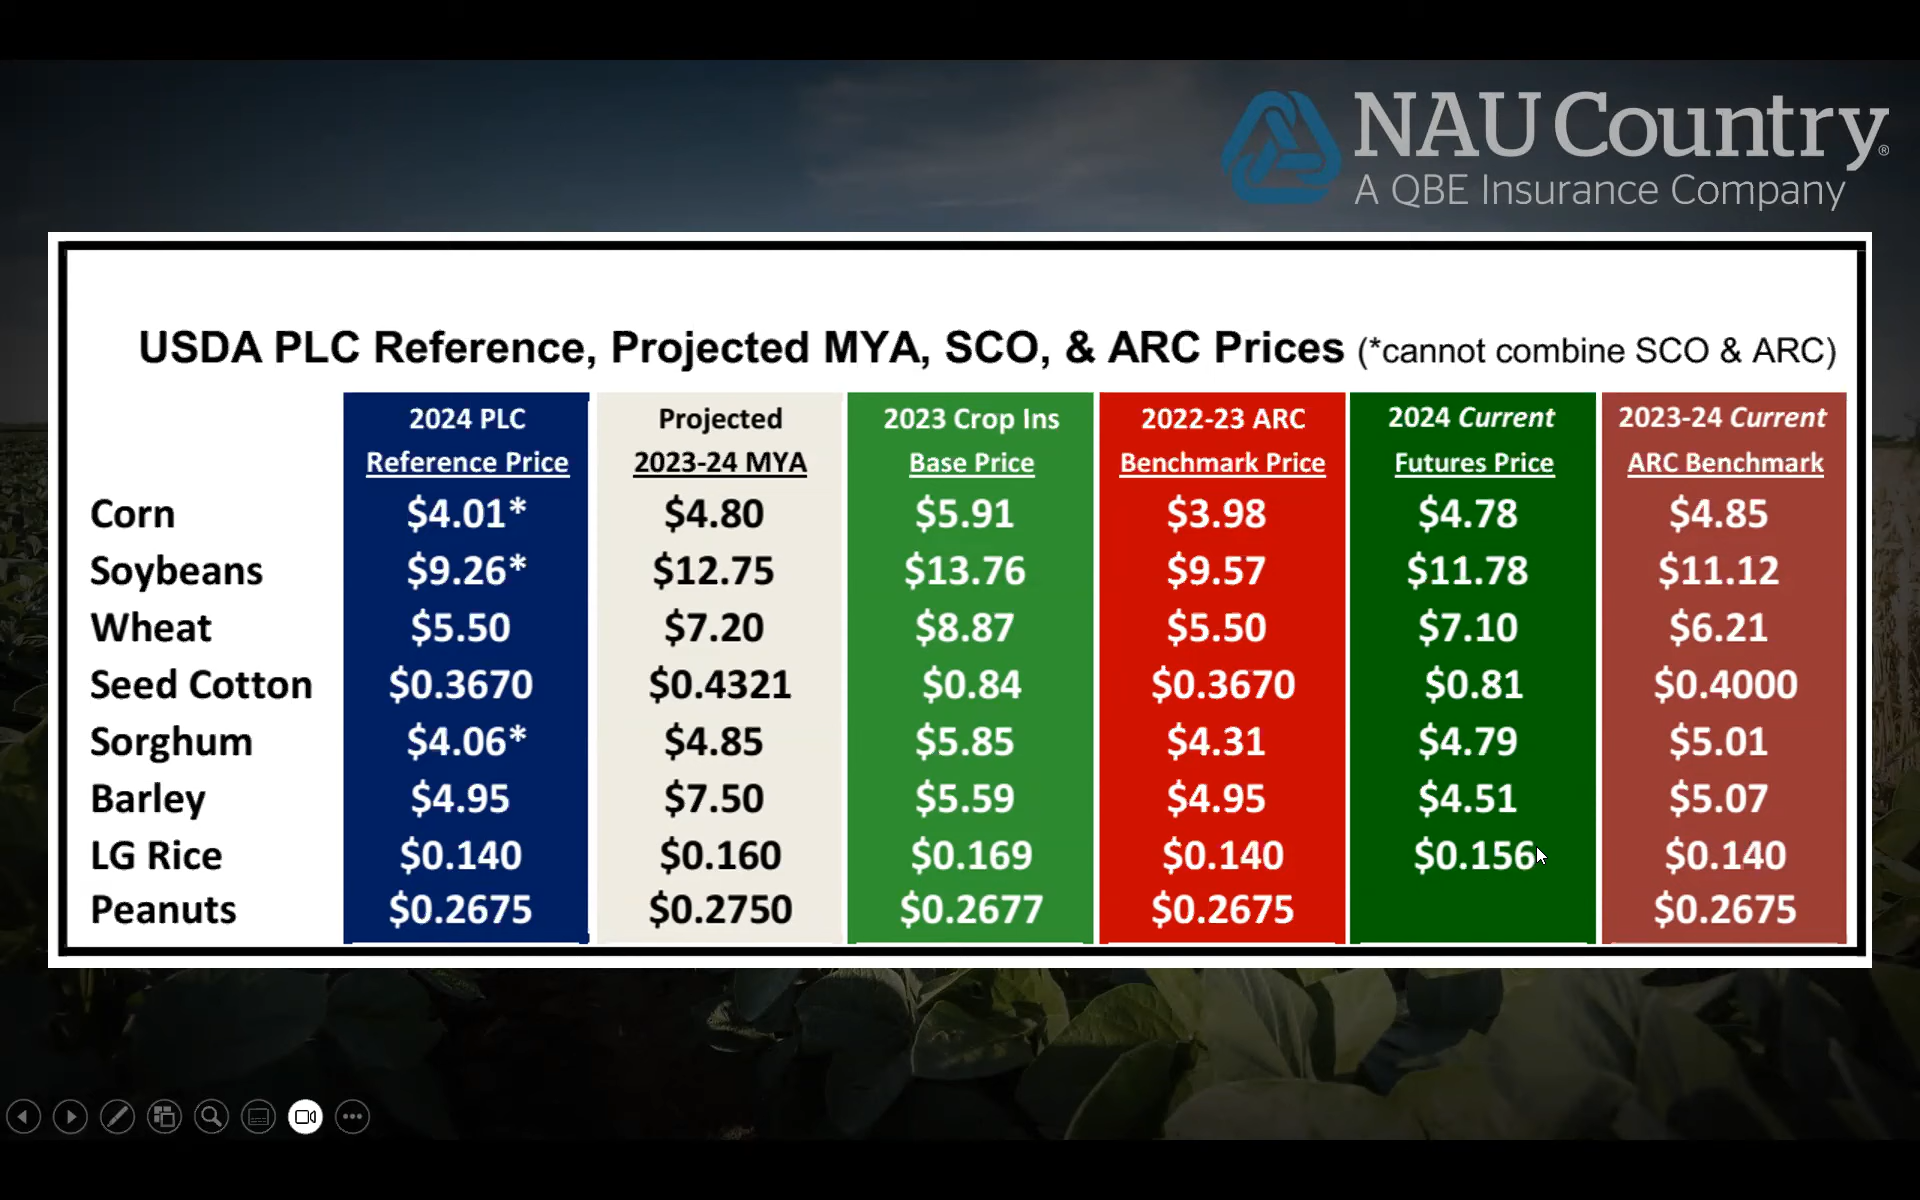 NAU Country®
A QBE Insurance Company
USDA PLC Reference, Projected MYA, SCO, & ARC Prices (*cannot combine SCO & ARC)
2024 PLC Projected 2023 Crop Ins 2022-23 ARC 2024 Current 2023-24 Current
Reference Price 2023-24 MYA Base Price Benchmark Price Futures Price ARC Benchmark
Corn $4.01* $4.80 $5.91 $3.98 $4.78 $4.85
Soybeans $9.26* $12.75 $13.76 $9.57 $11.78 $11.12
Wheat $5.50 $7.20 $8.87 $5.50 $7.10 $6.21
Seed Cotton $0.3670 $0.4321 $0.84 $0.3670 $0.81 $0.4000
Sorghum $4.06* $4.85 $5.85 $4.31 $4.79 $5.01
Barley $4.95 $7.50 $5.59 $4.95 $4.51 $5.07
LG Rice $0.140 $0.160 $0.169 $0.140 $0.156 $0.140
Peanuts $0.2675 $0.2750 $0.2677 $0.2675 $0.2675